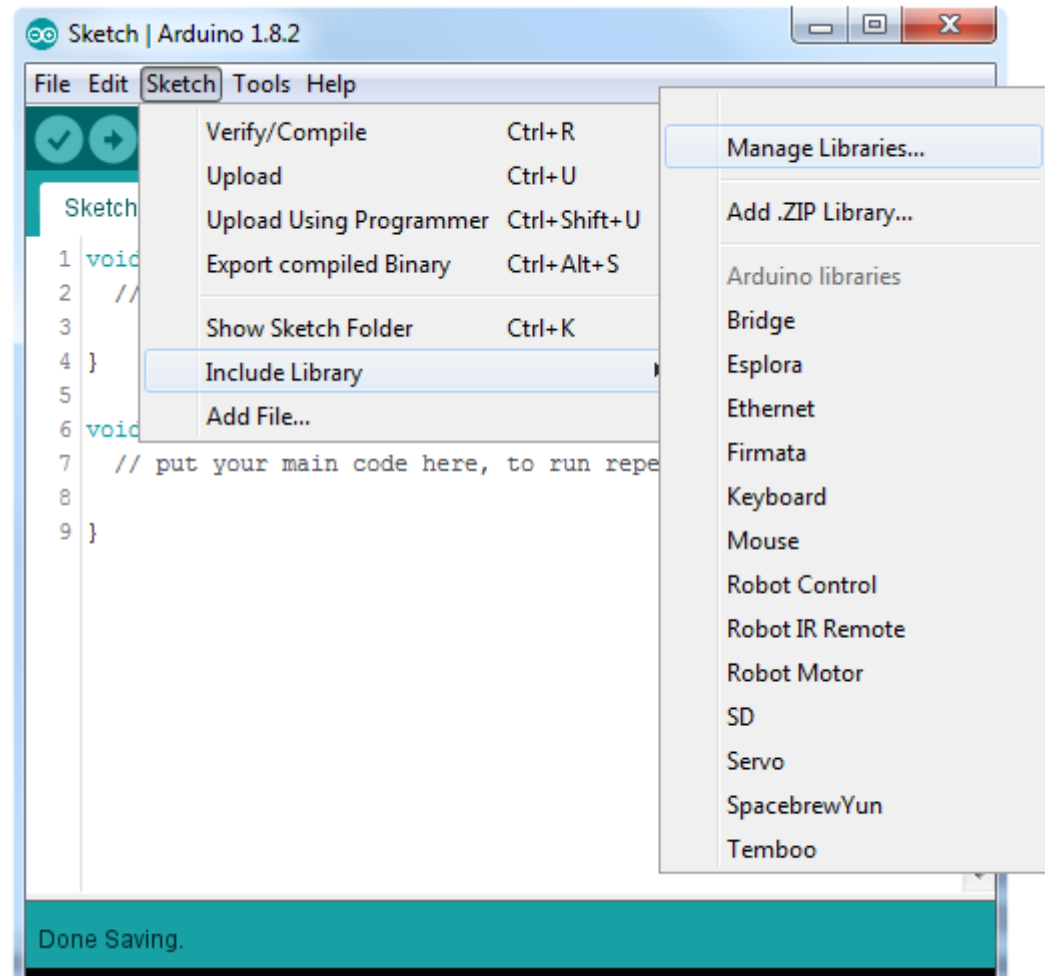 Sketch | Arduino 1.8.2
File Edit Sketch Tools Help
Verify/Compile Ctrl+R
Upload Ctrl+U
Upload Using Programmer Ctrl+Shift+U
Export compiled Binary Ctrl+Alt+S
Show Sketch Folder Ctrl+K
Include Library
Add File...
Manage Libraries...
Add .ZIP Library...
Arduino libraries
Bridge
Esplora
Ethernet
Firmata
Keyboard
Mouse
Robot Control
Robot IR Remote
Robot Motor
SD
Servo
SpacebrewYun
Temboo
Sketch
1 void
2 //
3
4 }
5
6 void
7 // put your main code here, to run repe
8
9 }
Done Saving.